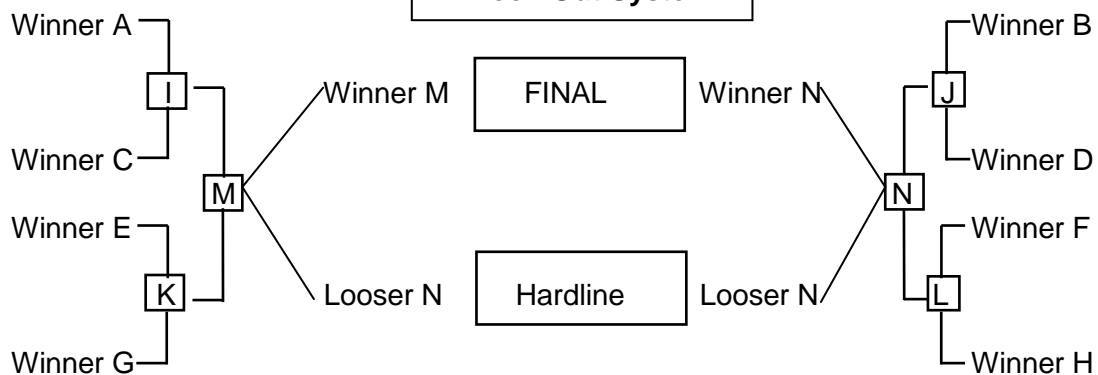 Winner A
Winner B
I
J
Winner M
FINAL
Winner N
Winner C
Winner D
M
N
Winner E
Winner F
K
Looser N
Hardline
Looser N
L
Winner G
Winner H